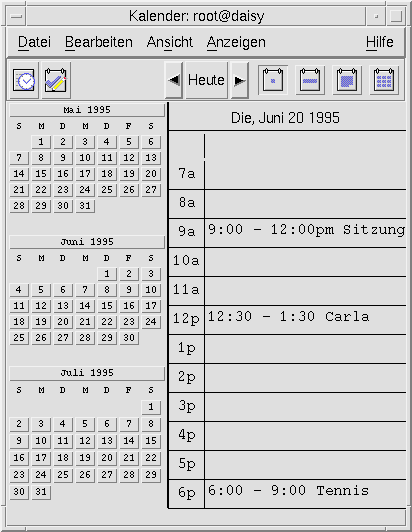 Kalender: root@daisy
Datei Bearbeiten Ansicht Anzeigen Hilfe
Heute
Mai 1995
S M D M D F S
1 2 3 4 5 6
7 8 9 10 11 12 13
14 15 16 17 18 19 20
21 22 23 24 25 26 27
28 29 30 31
Juni 1995
S M D M D F S
1 2 3
4 5 6 7 8 9 10
11 12 13 14 15 16 17
18 19 20 21 22 23 24
25 26 27 28 29 30
Juli 1995
S M D M D F S
1
2 3 4 5 6 7 8
9 10 11 12 13 14 15
16 17 18 19 20 21 22
23 24 25 26 27 28 29
30 31
Die, Juni 20 1995
7a
8a
9a 9:00 - 12:00pm Sitzung
10a
11a
12p 12:30 - 1:30 Carla
1p
2p
3p
4p
5p
6p 6:00 - 9:00 Tennis